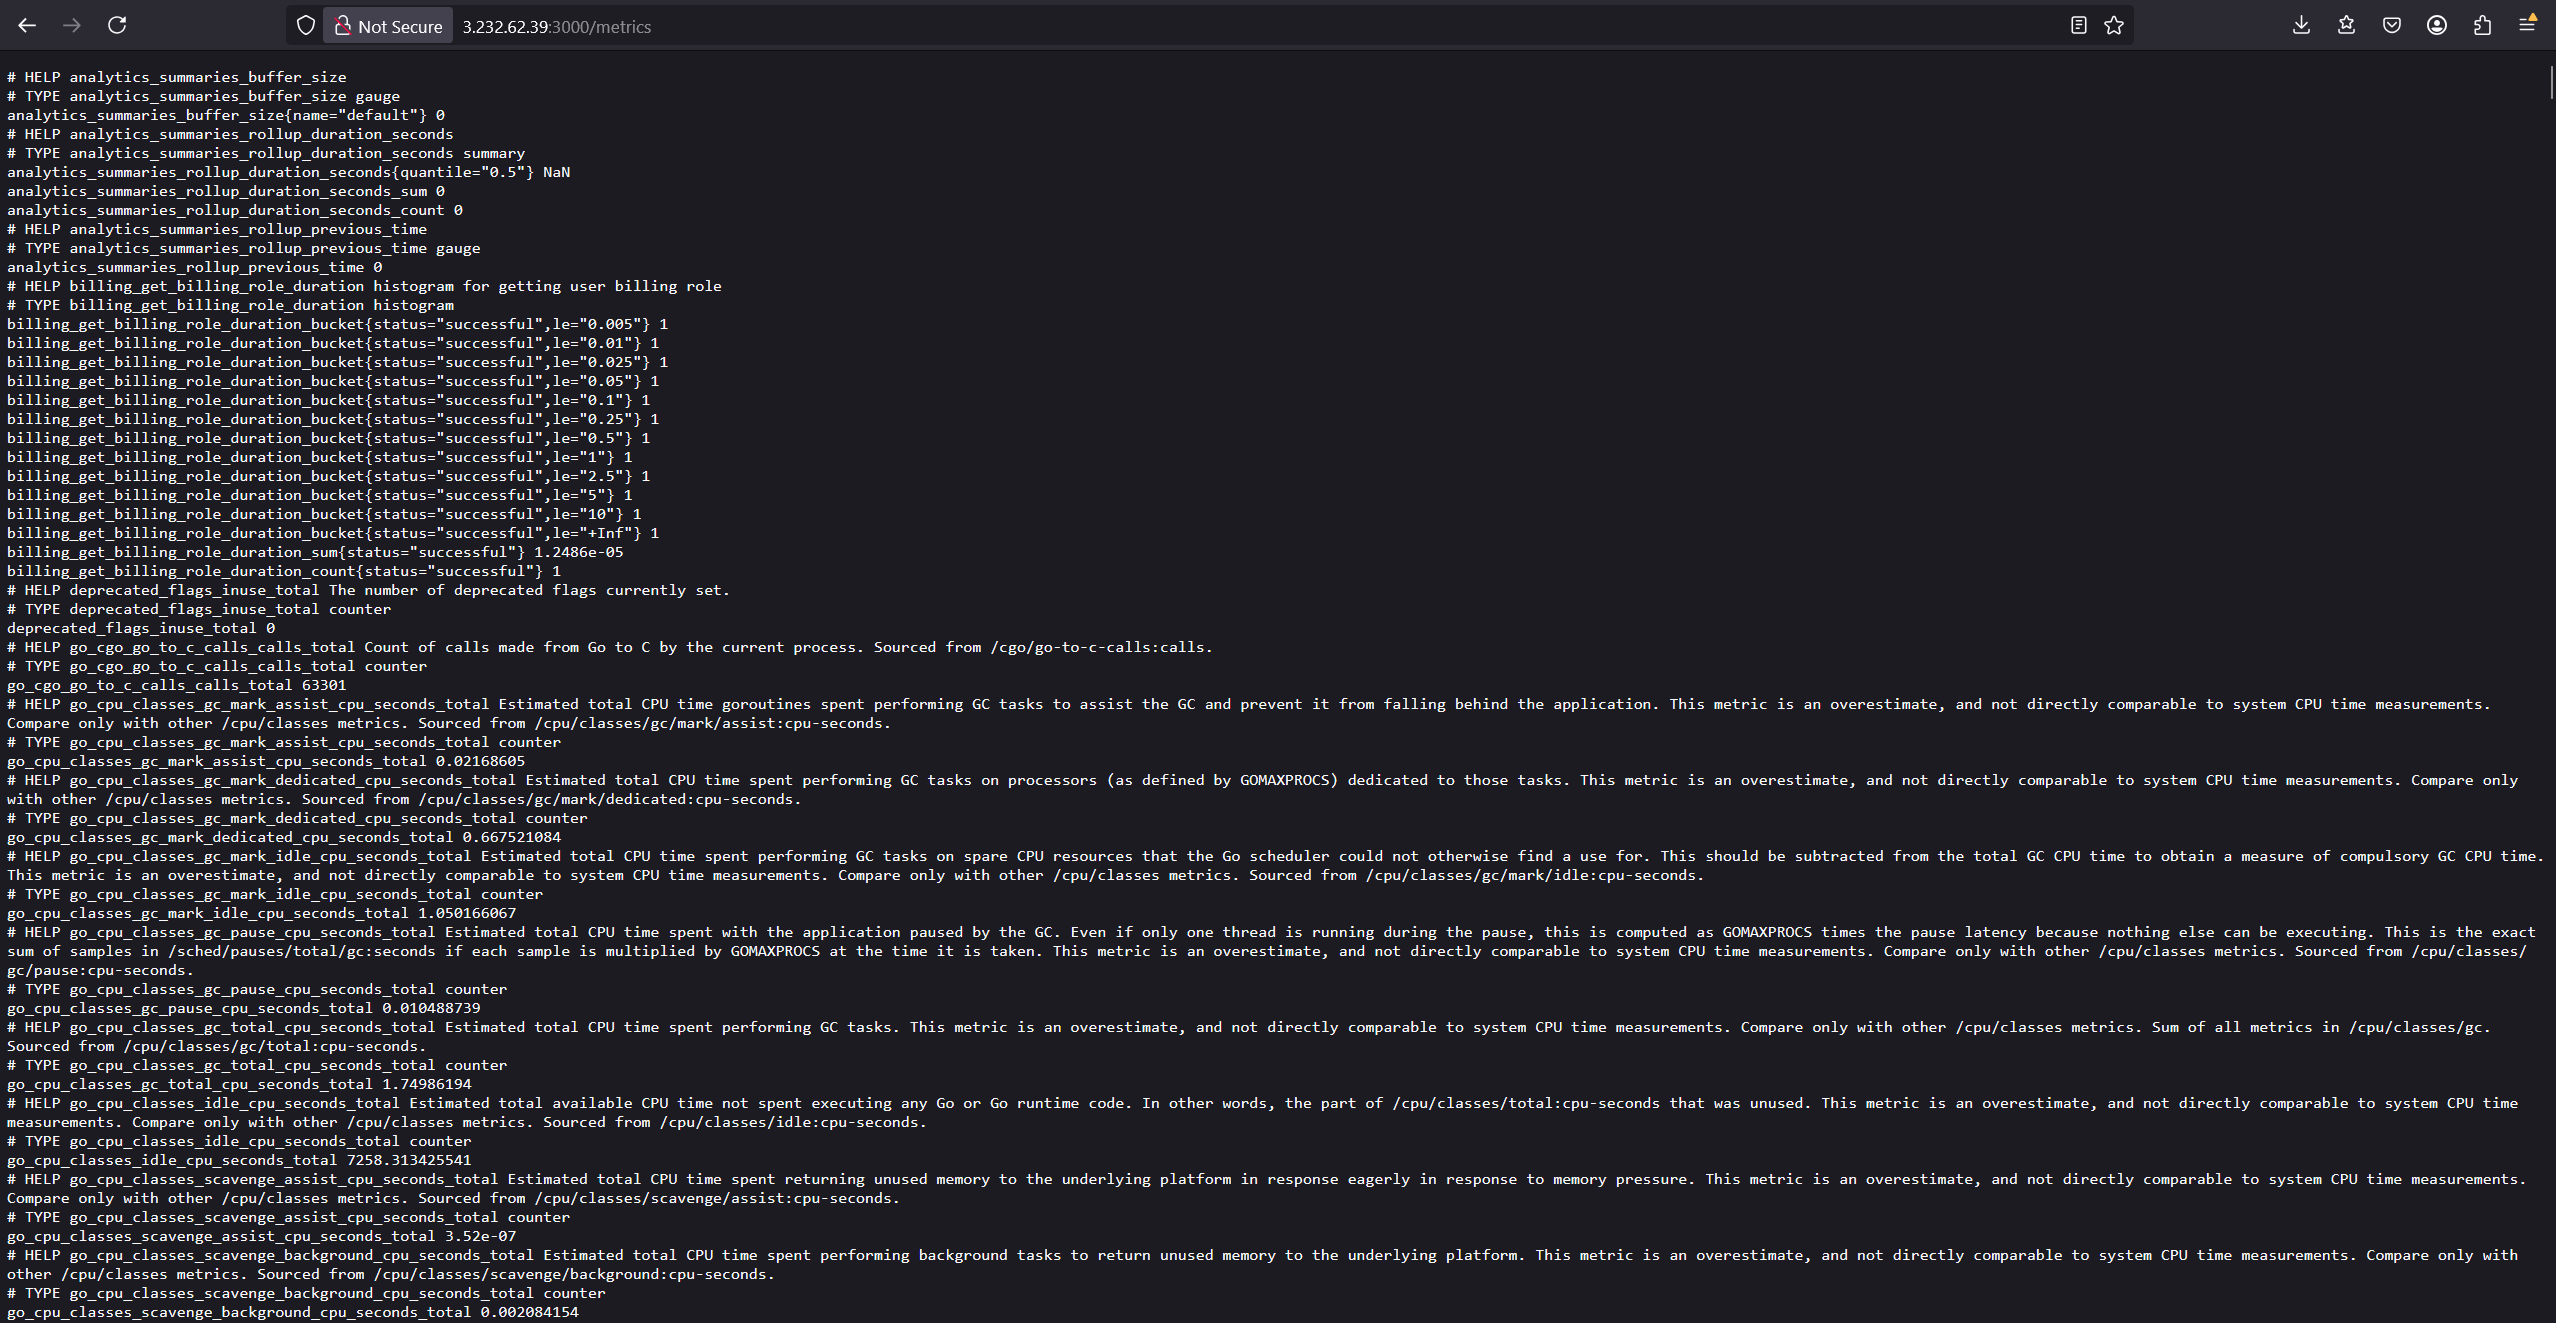 Not Secure 3.232.62.39:3000/metrics
# HELP analytics_summaries_buffer_size
# TYPE analytics_summaries_buffer_size gauge
analytics_summaries_buffer_size{name="default"} 0
# HELP analytics_summaries_rollup_duration_seconds
# TYPE analytics_summaries_rollup_duration_seconds summary
analytics_summaries_rollup_duration_seconds{quantile="0.5"} NaN
analytics_summaries_rollup_duration_seconds_sum 0
analytics_summaries_rollup_duration_seconds_count 0
# HELP analytics_summaries_rollup_previous_time
# TYPE analytics_summaries_rollup_previous_time gauge
analytics_summaries_rollup_previous_time 0
# HELP billing_get_billing_role_duration histogram for getting user billing role
# TYPE billing_get_billing_role_duration histogram
billing_get_billing_role_duration_bucket{status="successful",le="0.005"} 1
billing_get_billing_role_duration_bucket{status="successful",le="0.01"} 1
billing_get_billing_role_duration_bucket{status="successful",le="0.025"} 1
billing_get_billing_role_duration_bucket{status="successful",le="0.05"} 1
billing_get_billing_role_duration_bucket{status="successful",le="0.1"} 1
billing_get_billing_role_duration_bucket{status="successful",le="0.25"} 1
billing_get_billing_role_duration_bucket{status="successful",le="0.5"} 1
billing_get_billing_role_duration_bucket{status="successful",le="1"} 1
billing_get_billing_role_duration_bucket{status="successful",le="2.5"} 1
billing_get_billing_role_duration_bucket{status="successful",le="5"} 1
billing_get_billing_role_duration_bucket{status="successful",le="10"} 1
billing_get_billing_role_duration_bucket{status="successful",le="+Inf"} 1
billing_get_billing_role_duration_sum{status="successful"} 1.2486e-05
billing_get_billing_role_duration_count{status="successful"} 1
# HELP deprecated_flags_inuse_total The number of deprecated flags currently set.
# TYPE deprecated_flags_inuse_total counter
deprecated_flags_inuse_total 0
# HELP go_cgo_go_to_c_calls_calls_total Count of calls made from Go to C by the current process. Sourced from /cgo/go-to-c-calls:calls.
# TYPE go_cgo_go_to_c_calls_calls_total counter
go_cgo_go_to_c_calls_calls_total 63301
# HELP go_cpu_classes_gc_mark_assist_cpu_seconds_total Estimated total CPU time goroutines spent performing GC tasks to assist the GC and prevent it from falling behind the application. This metric is an overestimate, and not directly comparable to system CPU time measurements.
Compare only with other /cpu/classes metrics. Sourced from /cpu/classes/gc/mark/assist:cpu-seconds.
# TYPE go_cpu_classes_gc_mark_assist_cpu_seconds_total counter
go_cpu_classes_gc_mark_assist_cpu_seconds_total 0.02168605
# HELP go_cpu_classes_gc_mark_dedicated_cpu_seconds_total Estimated total CPU time spent performing GC tasks on processors (as defined by GOMAXPROCS) dedicated to those tasks. This metric is an overestimate, and not directly comparable to system CPU time measurements. Compare only
with other /cpu/classes metrics. Sourced from /cpu/classes/gc/mark/dedicated:cpu-seconds.
# TYPE go_cpu_classes_gc_mark_dedicated_cpu_seconds_total counter
go_cpu_classes_gc_mark_dedicated_cpu_seconds_total 0.667521084
# HELP go_cpu_classes_gc_mark_idle_cpu_seconds_total Estimated total CPU time spent performing GC tasks on spare CPU resources that the Go scheduler could not otherwise find a use for. This should be subtracted from the total GC CPU time to obtain a measure of compulsory GC CPU time.
This metric is an overestimate, and not directly comparable to system CPU time measurements. Compare only with other /cpu/classes metrics. Sourced from /cpu/classes/gc/mark/idle:cpu-seconds.
# TYPE go_cpu_classes_gc_mark_idle_cpu_seconds_total counter
go_cpu_classes_gc_mark_idle_cpu_seconds_total 1.050166067
# HELP go_cpu_classes_gc_pause_cpu_seconds_total Estimated total CPU time spent with the application paused by the GC. Even if only one thread is running during the pause, this is computed as GOMAXPROCS times the pause latency because nothing else can be executing. This is the exact
sum of samples in /sched/pauses/total/gc:seconds if each sample is multiplied by GOMAXPROCS at the time it is taken. This metric is an overestimate, and not directly comparable to system CPU time measurements. Compare only with other /cpu/classes metrics. Sourced from /cpu/classes/
gc/pause:cpu-seconds.
# TYPE go_cpu_classes_gc_pause_cpu_seconds_total counter
go_cpu_classes_gc_pause_cpu_seconds_total 0.010488739
# HELP go_cpu_classes_gc_total_cpu_seconds_total Estimated total CPU time spent performing GC tasks. This metric is an overestimate, and not directly comparable to system CPU time measurements. Compare only with other /cpu/classes metrics. Sum of all metrics in /cpu/classes/gc.
Sourced from /cpu/classes/gc/total:cpu-seconds.
# TYPE go_cpu_classes_gc_total_cpu_seconds_total counter
go_cpu_classes_gc_total_cpu_seconds_total 1.74986194
# HELP go_cpu_classes_idle_cpu_seconds_total Estimated total available CPU time not spent executing any Go or Go runtime code. In other words, the part of /cpu/classes/total:cpu-seconds that was unused. This metric is an overestimate, and not directly comparable to system CPU time
measurements. Compare only with other /cpu/classes metrics. Sourced from /cpu/classes/idle:cpu-seconds.
# TYPE go_cpu_classes_idle_cpu_seconds_total counter
go_cpu_classes_idle_cpu_seconds_total 7258.313425541
# HELP go_cpu_classes_scavenge_assist_cpu_seconds_total Estimated total CPU time spent returning unused memory to the underlying platform in response eagerly in response to memory pressure. This metric is an overestimate, and not directly comparable to system CPU time measurements.
Compare only with other /cpu/classes metrics. Sourced from /cpu/classes/scavenge/assist:cpu-seconds.
# TYPE go_cpu_classes_scavenge_assist_cpu_seconds_total counter
go_cpu_classes_scavenge_assist_cpu_seconds_total 3.52e-07
# HELP go_cpu_classes_scavenge_background_cpu_seconds_total Estimated total CPU time spent performing background tasks to return unused memory to the underlying platform. This metric is an overestimate, and not directly comparable to system CPU time measurements. Compare only with
other /cpu/classes metrics. Sourced from /cpu/classes/scavenge/background:cpu-seconds.
# TYPE go_cpu_classes_scavenge_background_cpu_seconds_total counter
go_cpu_classes_scavenge_background_cpu_seconds_total 0.002084154